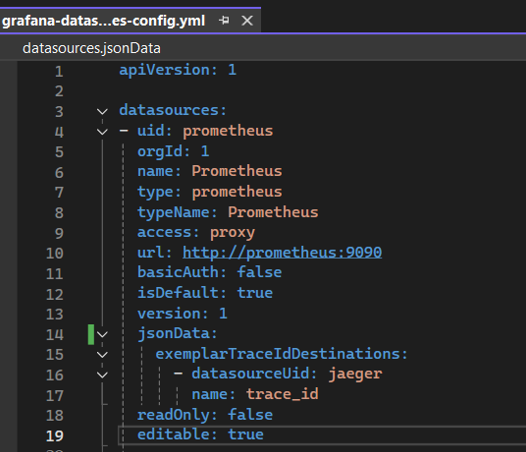 grafana-datas...es-config.yml
datasources.jsonData
1 apiVersion: 1
2
3 datasources:
4 - uid: prometheus
5 orgId: 1
6 name: Prometheus
7 type: prometheus
8 typeName: Prometheus
9 access: proxy
10 url: http://prometheus:9090
11 basicAuth: false
12 isDefault: true
13 version: 1
14 jsonData:
15 exemplarTraceIdDestinations:
16 - datasourceUid: jaeger
17 name: trace_id
18 readOnly: false
19 editable: true